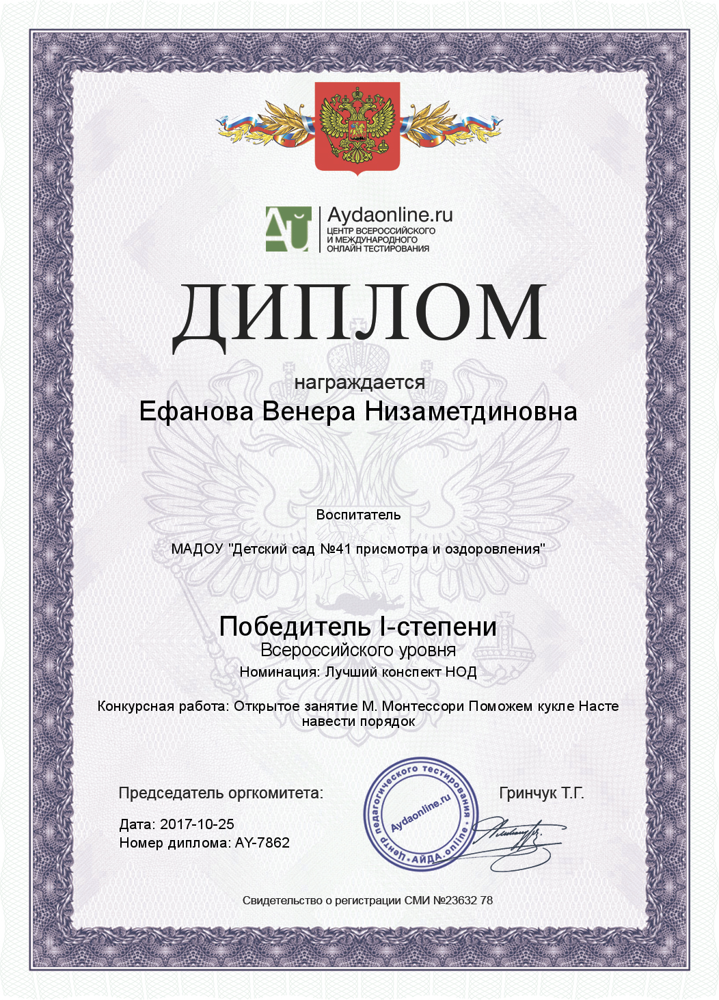 Aydaonline.ru
ЦЕНТР ВСЕРОССИЙСКОГО
И МЕЖДУНАРОДНОГО
ОНЛАЙН ТЕСТИРОВАНИЯ
ДИПЛОМ
награждается
Ефанова Венера Низаметдиновна
Воспитатель
МАДОУ "Детский сад №41 присмотра и оздоровления"
Победитель I-степени
Всероссийского уровня
Номинация: Лучший конспект НОД
Конкурсная работа: Открытое занятие М. Монтессори Поможем кукле Насте
навести порядок
Председатель оргкомитета:
Гринчук Т.Г.
Дата: 2017-10-25
Номер диплома: AY-7862
Центр педагогического тестирования
Aydaonline.ru
АЙДА.online
Свидетельство о регистрации СМИ №23632 78